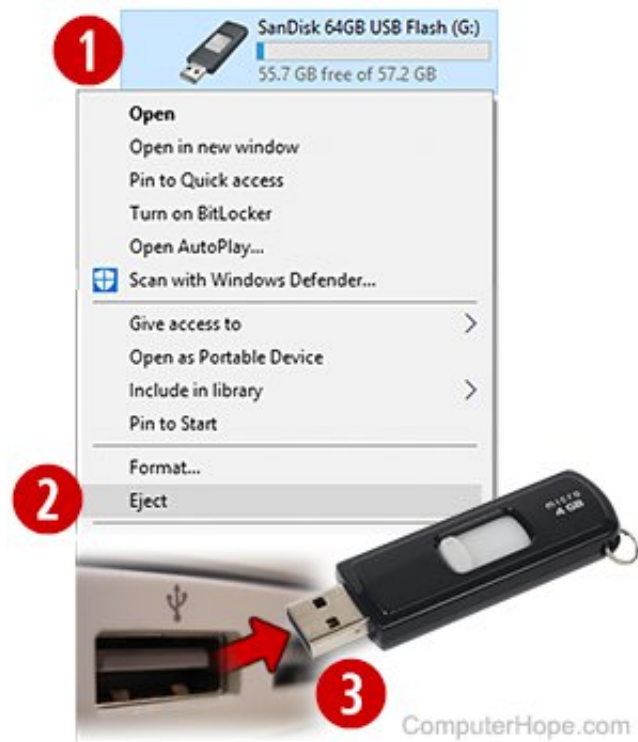 1
SanDisk 64GB USB Flash (G:)
55.7 GB free of 57.2 GB
Open
Open in new window
Pin to Quick access
Turn on BitLocker
Open AutoPlay...
Scan with Windows Defender...
Give access to
Open as Portable Device
Include in library
Pin to Start
Format...
2
Eject
micro
4 GB
3
ComputerHope.com